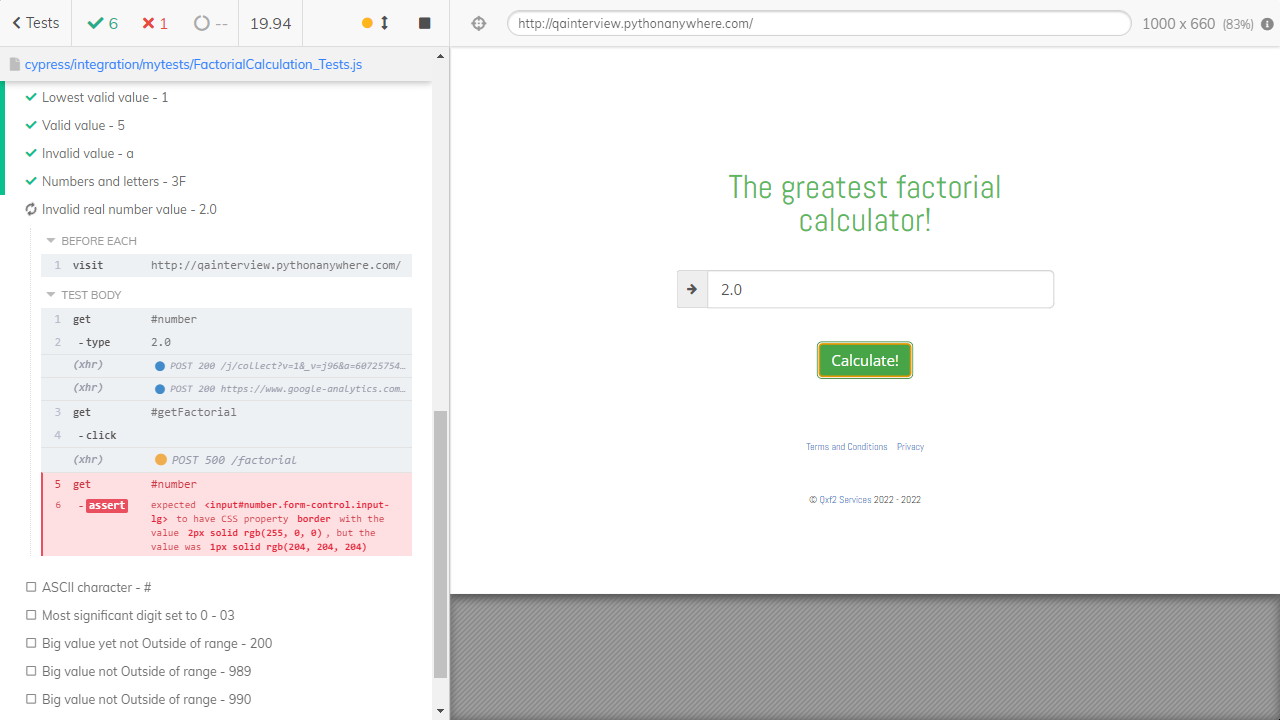 Tests 6 1 -- 19.94
http://qainterview.pythonanywhere.com/ 1000 x 660 (83%)
cypress/integration/mytests/FactorialCalculation_Tests.js
Lowest valid value - 1
Valid value - 5
Invalid value - a
Numbers and letters - 3F
Invalid real number value - 2.0
BEFORE EACH
1 visit http://qainterview.pythonanywhere.com/
TEST BODY
1 get #number
2 -type 2.0
(xhr) POST 200 /j/collect?v=1&_v=j96&a=60725754…
(xhr) POST 200 https://www.google-analytics.com…
3 get #getFactorial
4 -click
(xhr) POST 500 /factorial
5 get #number
6 -assert expected <input#number.form-control.input-
lg> to have CSS property border with the
value 2px solid rgb(255, 0, 0), but the
value was 1px solid rgb(204, 204, 204)
ASCII character - #
Most significant digit set to 0 - 03
Big value yet not Outside of range - 200
Big value not Outside of range - 989
Big value not Outside of range - 990
The greatest factorial
calculator!
2.0
Calculate!
Terms and Conditions Privacy
© Qxf2 Services 2022 - 2022